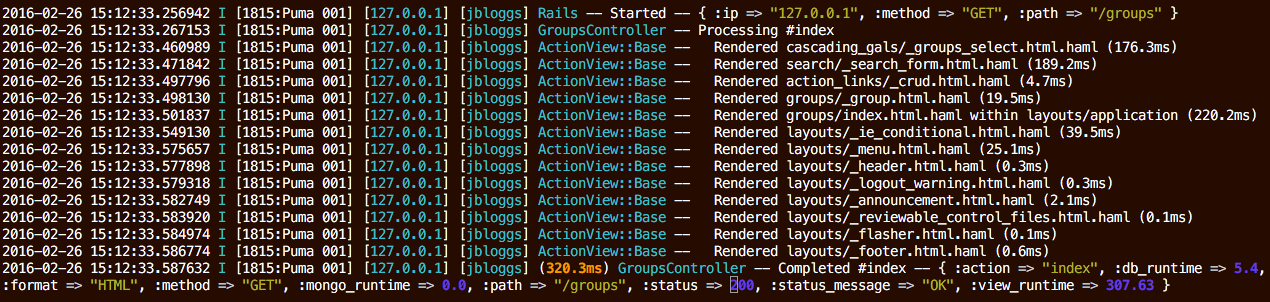 2016-02-26 15:12:33.256942 I [1815:Puma 001] [127.0.0.1] [jbloggs] Rails -- Started -- { :ip => "127.0.0.1", :method => "GET", :path => "/groups" }
2016-02-26 15:12:33.267153 I [1815:Puma 001] [127.0.0.1] [jbloggs] GroupsController -- Processing #index
2016-02-26 15:12:33.460989 I [1815:Puma 001] [127.0.0.1] [jbloggs] ActionView::Base --   Rendered cascading_gals/_groups_select.html.haml (176.3ms)
2016-02-26 15:12:33.471842 I [1815:Puma 001] [127.0.0.1] [jbloggs] ActionView::Base --   Rendered search/_search_form.html.haml (189.2ms)
2016-02-26 15:12:33.497796 I [1815:Puma 001] [127.0.0.1] [jbloggs] ActionView::Base --   Rendered action_links/_crud.html.haml (4.7ms)
2016-02-26 15:12:33.498130 I [1815:Puma 001] [127.0.0.1] [jbloggs] ActionView::Base --   Rendered groups/_group.html.haml (19.5ms)
2016-02-26 15:12:33.501837 I [1815:Puma 001] [127.0.0.1] [jbloggs] ActionView::Base --   Rendered groups/index.html.haml within layouts/application (220.2ms)
2016-02-26 15:12:33.549130 I [1815:Puma 001] [127.0.0.1] [jbloggs] ActionView::Base --   Rendered layouts/_ie_conditional.html.haml (39.5ms)
2016-02-26 15:12:33.575657 I [1815:Puma 001] [127.0.0.1] [jbloggs] ActionView::Base --   Rendered layouts/_menu.html.haml (25.1ms)
2016-02-26 15:12:33.577898 I [1815:Puma 001] [127.0.0.1] [jbloggs] ActionView::Base --   Rendered layouts/_header.html.haml (0.3ms)
2016-02-26 15:12:33.579318 I [1815:Puma 001] [127.0.0.1] [jbloggs] ActionView::Base --   Rendered layouts/_logout_warning.html.haml (0.3ms)
2016-02-26 15:12:33.582749 I [1815:Puma 001] [127.0.0.1] [jbloggs] ActionView::Base --   Rendered layouts/_announcement.html.haml (2.1ms)
2016-02-26 15:12:33.583920 I [1815:Puma 001] [127.0.0.1] [jbloggs] ActionView::Base --   Rendered layouts/_reviewable_control_files.html.haml (0.1ms)
2016-02-26 15:12:33.584974 I [1815:Puma 001] [127.0.0.1] [jbloggs] ActionView::Base --   Rendered layouts/_flasher.html.haml (0.1ms)
2016-02-26 15:12:33.586774 I [1815:Puma 001] [127.0.0.1] [jbloggs] ActionView::Base --   Rendered layouts/_footer.html.haml (0.6ms)
2016-02-26 15:12:33.587632 I [1815:Puma 001] [127.0.0.1] [jbloggs] (320.3ms) GroupsController -- Completed #index -- { :action => "index", :db_runtime => 5.4,
:format => "HTML", :method => "GET", :mongo_runtime => 0.0, :path => "/groups", :status => 200, :status_message => "OK", :view_runtime => 307.63 }